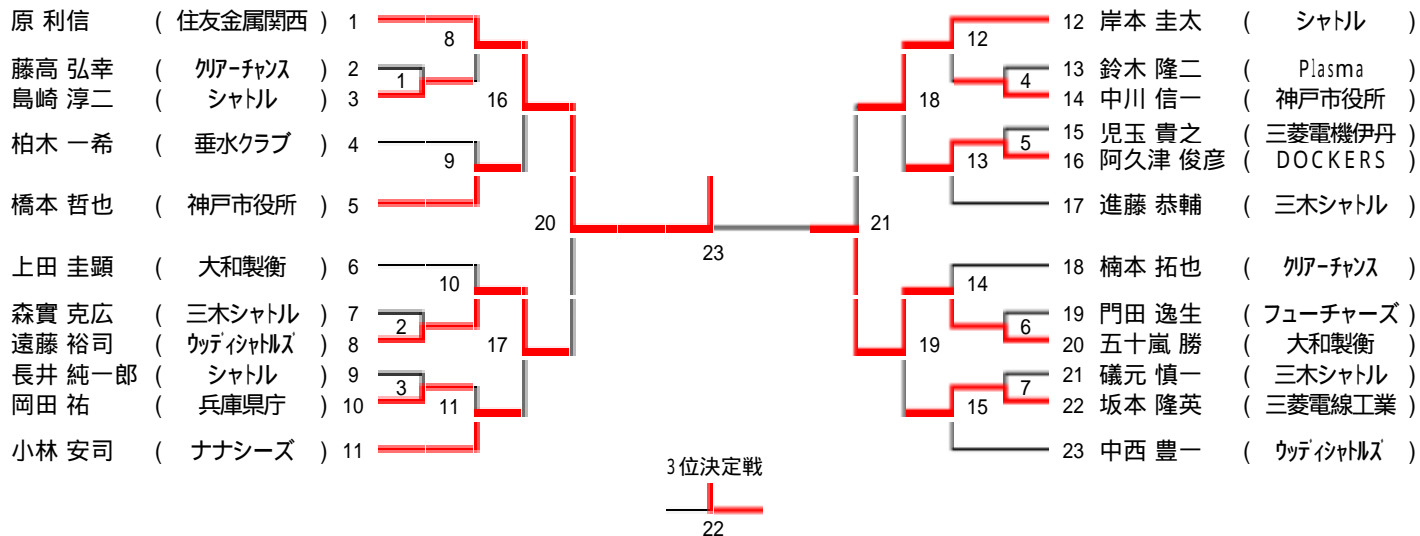 原 利信 ( 住友金属関西 ) 1
藤高 弘幸 ( クリアーチャンス ) 2
島崎 淳二 ( シャトル ) 3
柏木 一希 ( 垂水クラブ ) 4
橋本 哲也 ( 神戸市役所 ) 5
上田 圭顕 ( 大和製衡 ) 6
森實 克広 ( 三木シャトル ) 7
遠藤 裕司 ( ウッディシャトルズ ) 8
長井 純一郎 ( シャトル ) 9
岡田 祐 ( 兵庫県庁 ) 10
小林 安司 ( ナナシーズ ) 11
8
1
16
9
20
10
2
17
3
11
23
3位決定戦
22
12
4
18
5
13
21
14
6
19
7
15
12 岸本 圭太 ( シャトル )
13 鈴木 隆二 ( Plasma )
14 中川 信一 ( 神戸市役所 )
15 児玉 貴之 ( 三菱電機伊丹 )
16 阿久津 俊彦 ( DOCKERS )
17 進藤 恭輔 ( 三木シャトル )
18 楠本 拓也 ( クリアーチャンス )
19 門田 逸生 ( フューチャーズ )
20 五十嵐 勝 ( 大和製衡 )
21 礒元 慎一 ( 三木シャトル )
22 坂本 隆英 ( 三菱電線工業 )
23 中西 豊一 ( ウッディシャトルズ )